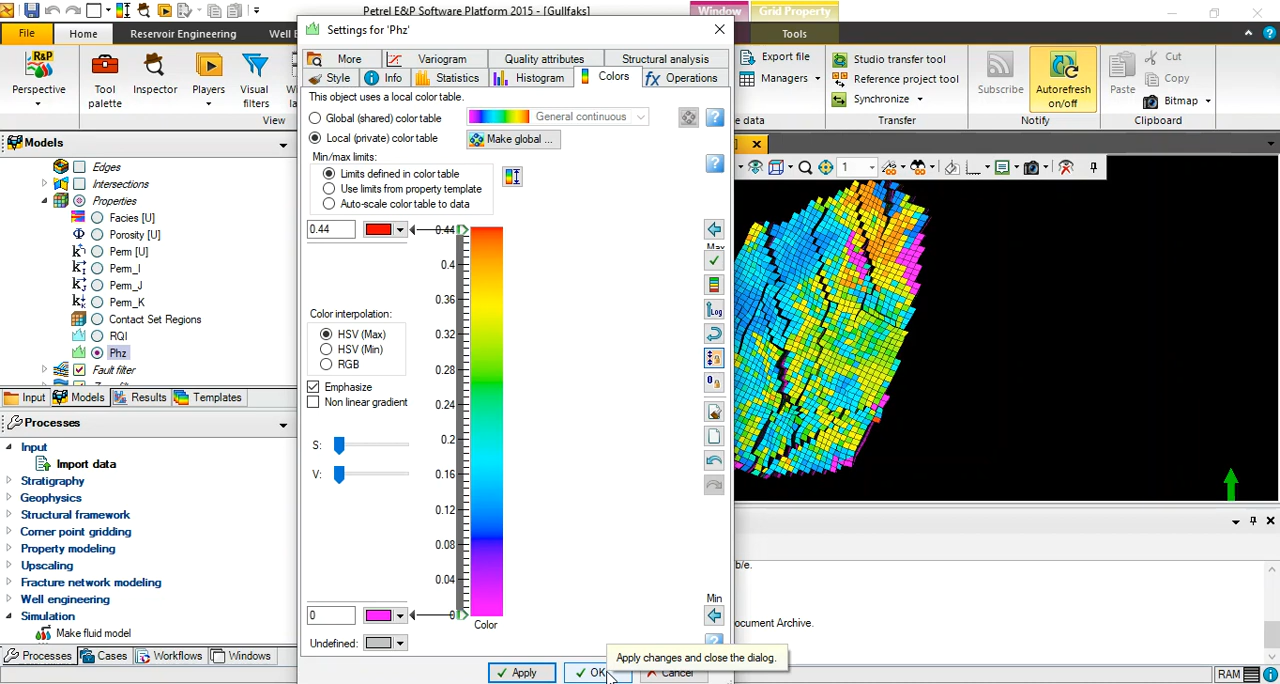 Petrel E&P Software Platform 2015 - [Gullfaks]
Window
Grid Property
File
Home
Reservoir Engineering
Tools
R&P
Perspective
Tool palette
Inspector
Players
Visual filters
View
Export file
Managers
e data
Studio transfer tool
Reference project tool
Synchronize
Transfer
Subscribe
Autorefresh on/off
Notify
Paste
Cut
Copy
Bitmap
Clipboard
Models
Edges
Intersections
Properties
Facies [U]
Porosity [U]
Perm [U]
Perm_I
Perm_J
Perm_K
Contact Set Regions
RQI
Phz
Fault filter
Input
Models
Results
Templates
Processes
Input
Import data
Stratigraphy
Geophysics
Structural framework
Corner point gridding
Property modeling
Upscaling
Fracture network modeling
Well engineering
Simulation
Make fluid model
Processes
Cases
Workflows
Windows
Settings for 'Phz'
More
Variogram
Quality attributes
Structural analysis
Style
Info
Statistics
Histogram
Colors
Operations
This object uses a local color table.
Global (shared) color table
General continuous
Local (private) color table
Make global ...
Min/max limits:
Limits defined in color table
Use limits from property template
Auto-scale color table to data
0.44
0.44
0.4
0.36
0.32
0.28
0.24
0.2
0.16
0.12
0.08
0.04
0
Color
Max
Log
Color interpolation:
HSV (Max)
HSV (Min)
RGB
Emphasize
Non linear gradient
S:
V:
0
Min
Undefined:
Apply
OK
Cancel
Apply changes and close the dialog.
1
ble.
ocument Archive.
RAM